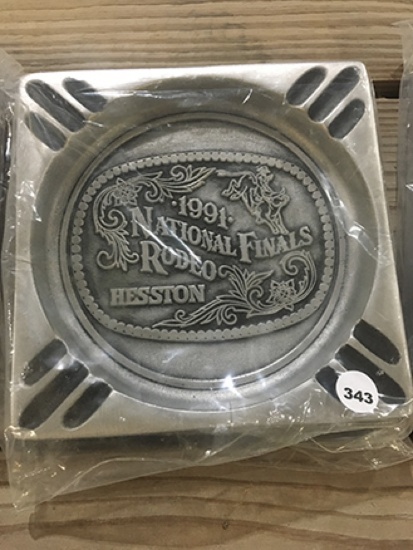 ·1991·
NATIONAL FINALS
RODEO
HESSTON
343